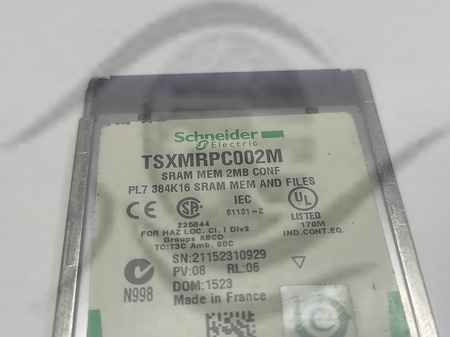 Schneider
Electric
TSXMRPC002M
SRAM MEM 2MB CONF
PL7 384K16 SRAM MEM AND FILES
CE SA IEC 61131-2 UL
225844 LISTED
FOR HAZ LOC. Cl. I Div2 178M
Groups ABCD IND.CONT.EQ.
TC:T3C Amb. 60C
SN:21152310929
PV:08 RL:06
N998 DOM:1523
Made in France